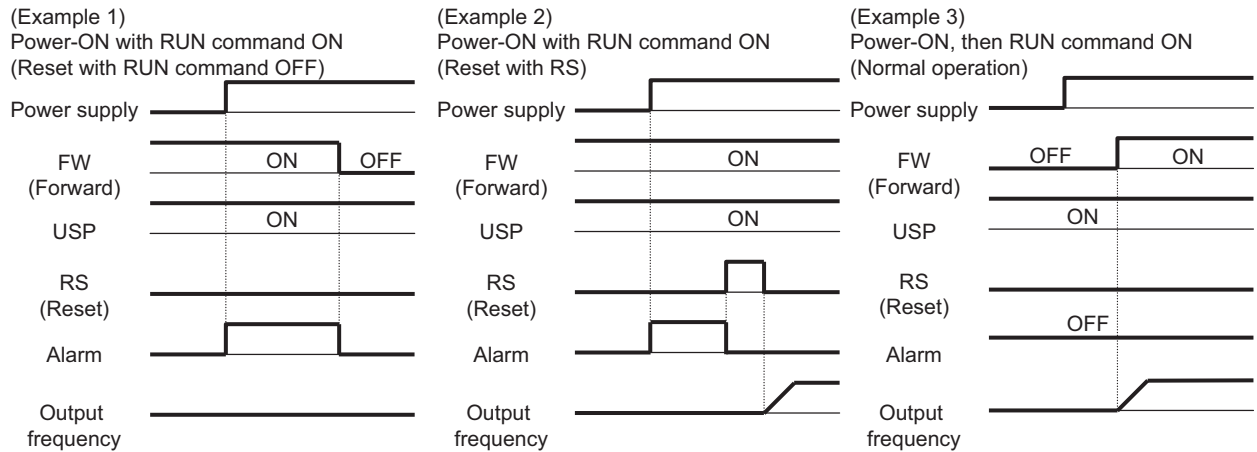 (Example 1)
Power-ON with RUN command ON
(Reset with RUN command OFF)
Power supply
FW
(Forward)
ON
OFF
USP
ON
RS
(Reset)
Alarm
Output
frequency
(Example 2)
Power-ON with RUN command ON
(Reset with RS)
Power supply
FW
(Forward)
ON
USP
ON
RS
(Reset)
Alarm
Output
frequency
(Example 3)
Power-ON, then RUN command ON
(Normal operation)
Power supply
FW
(Forward)
OFF
ON
USP
ON
RS
(Reset)
OFF
Alarm
Output
frequency